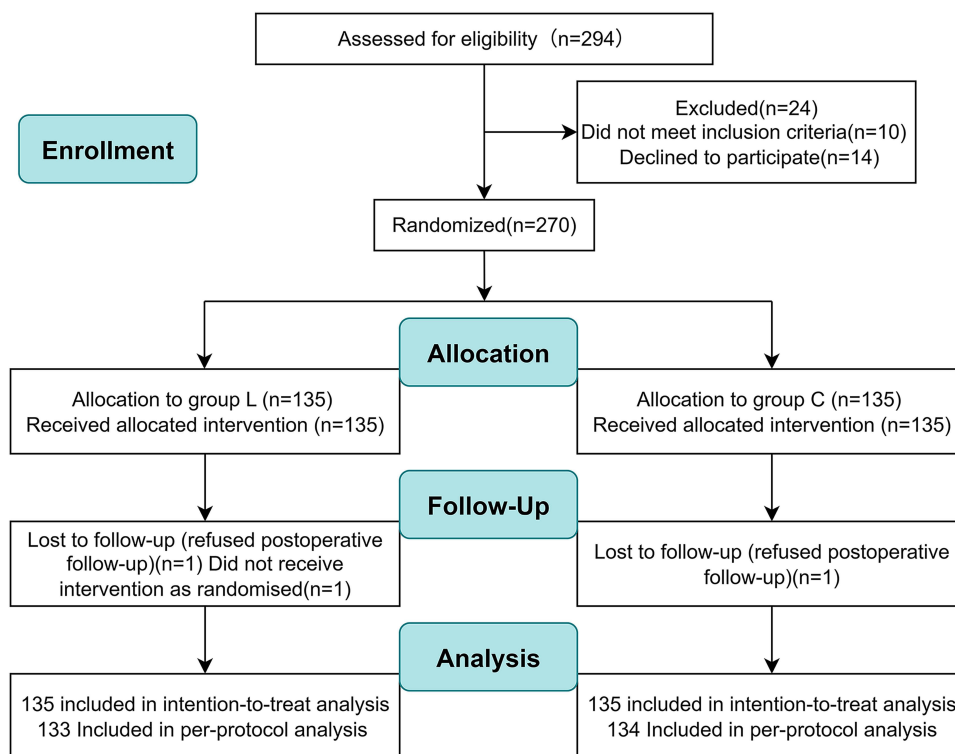 Assessed for eligibility（n=294）
Excluded(n=24)
Did not meet inclusion criteria(n=10)
Declined to participate(n=14)
Enrollment
Randomized(n=270)
Allocation
Allocation to group L (n=135)
Received allocated intervention (n=135)
Allocation to group C (n=135)
Received allocated intervention (n=135)
Follow-Up
Lost to follow-up (refused postoperative
follow-up)(n=1) Did not receive
intervention as randomised(n=1)
Lost to follow-up (refused postoperative
follow-up)(n=1)
Analysis
135 included in intention-to-treat analysis
133 Included in per-protocol analysis
135 included in intention-to-treat analysis
134 Included in per-protocol analysis